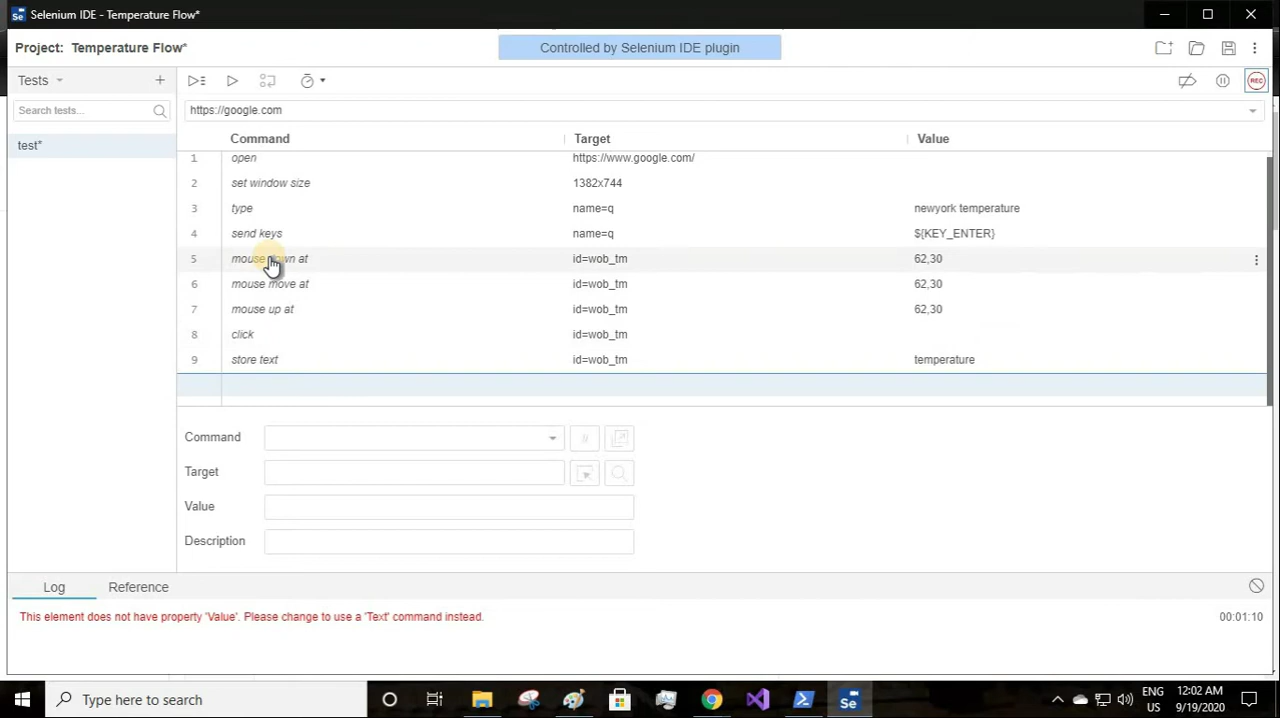 Selenium IDE - Temperature Flow*
Project: Temperature Flow*
Controlled by Selenium IDE plugin
Tests
REC
Search tests...
https://google.com
Command Target Value
test*
1 open https://www.google.com/
2 set window size 1382x744
3 type name=q newyork temperature
4 send keys name=q ${KEY_ENTER}
5 mouse down at id=wob_tm 62,30
6 mouse move at id=wob_tm 62,30
7 mouse up at id=wob_tm 62,30
8 click id=wob_tm
9 store text id=wob_tm temperature
Command //
Target
Value
Description
Log Reference
This element does not have property 'Value'. Please change to use a 'Text' command instead. 00:01:10
Type here to search
ENG
US
12:02 AM
9/19/2020